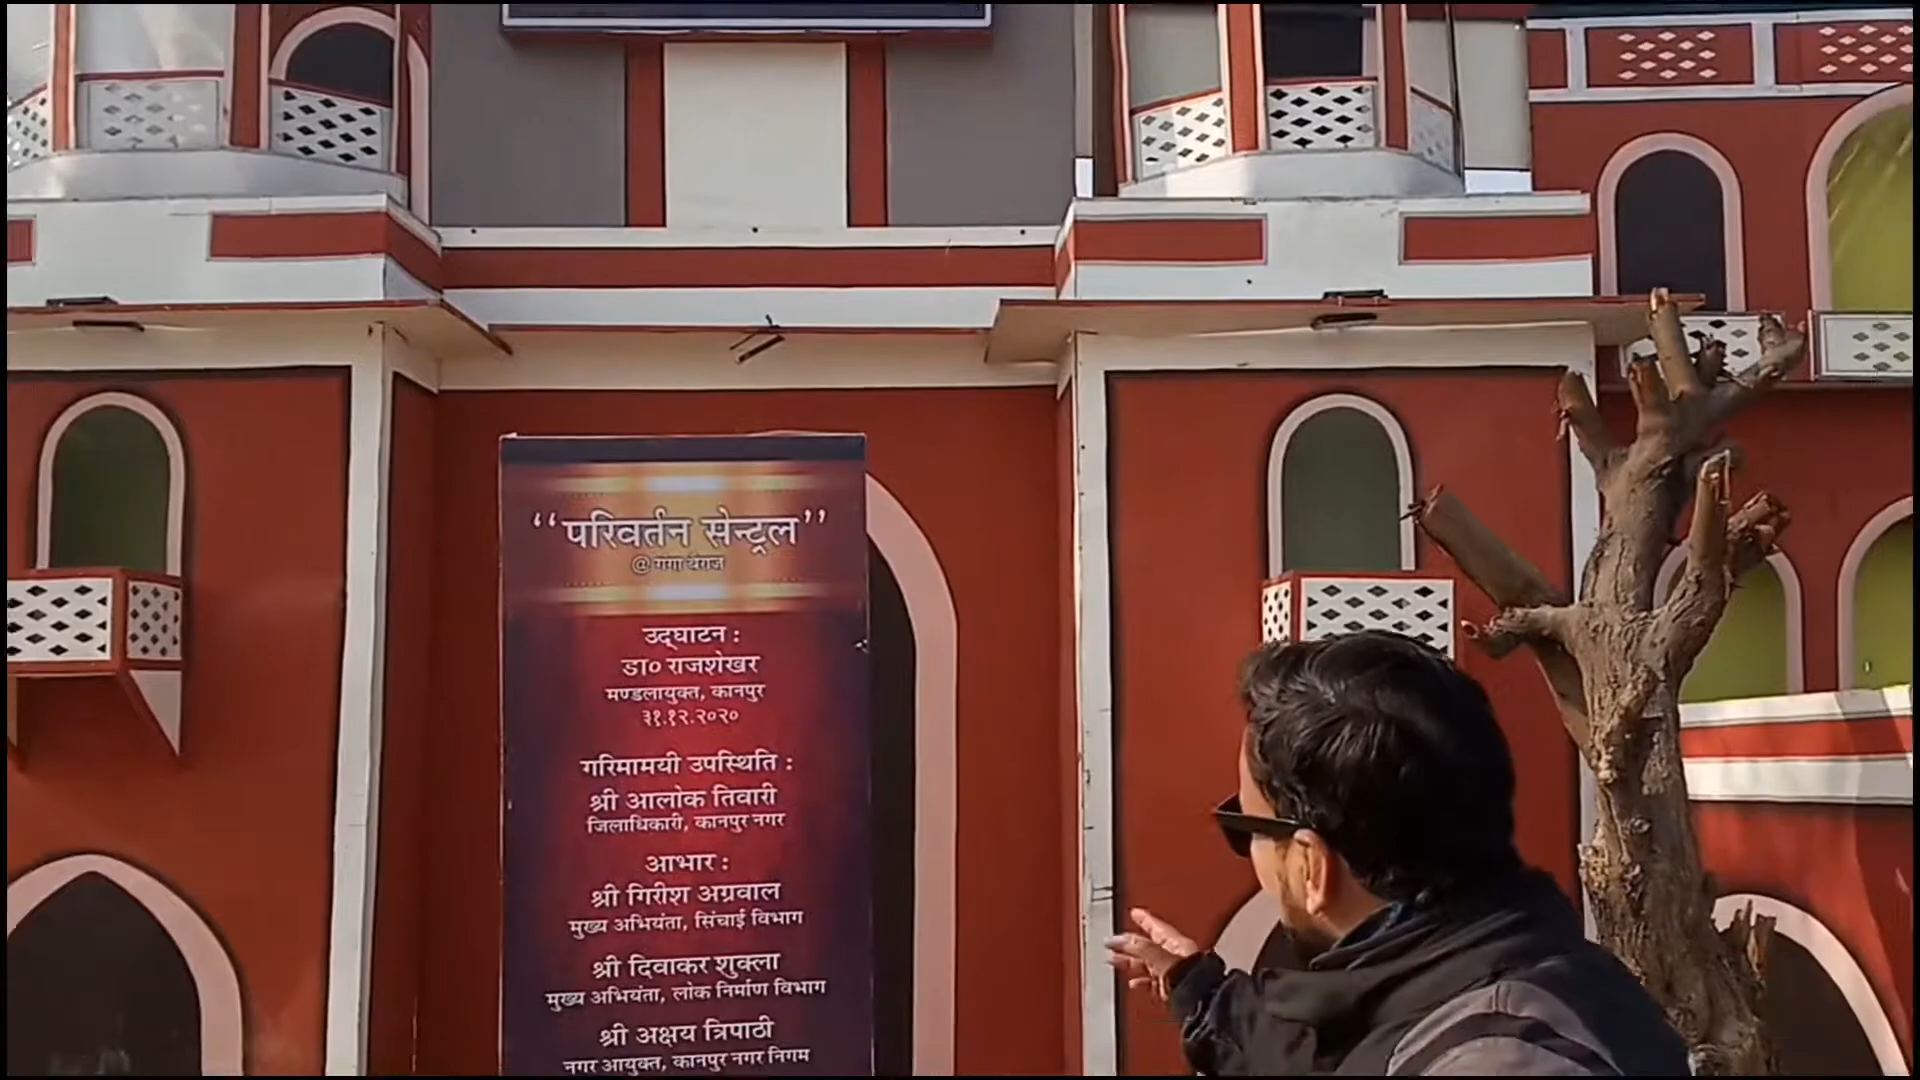 “परिवर्तन सेन्ट्रल”
@ गंगा बैराज
उद्घाटन :
डा० राजशेखर
मण्डलायुक्त, कानपुर
३१.१२.२०२०
गरिमामयी उपस्थिति :
श्री आलोक तिवारी
जिलाधिकारी, कानपुर नगर
आभार :
श्री गिरीश अग्रवाल
मुख्य अभियंता, सिंचाई विभाग
श्री दिवाकर शुक्ला
मुख्य अभियंता, लोक निर्माण विभाग
श्री अक्षय त्रिपाठी
नगर आयुक्त, कानपुर नगर निगम